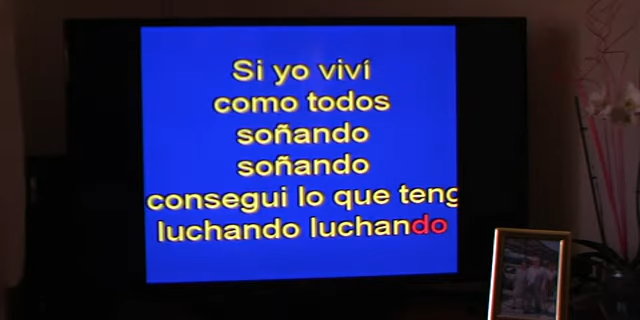 Si yo viví
como todos
soñando
soñando
consegui lo que teng
luchando luchando